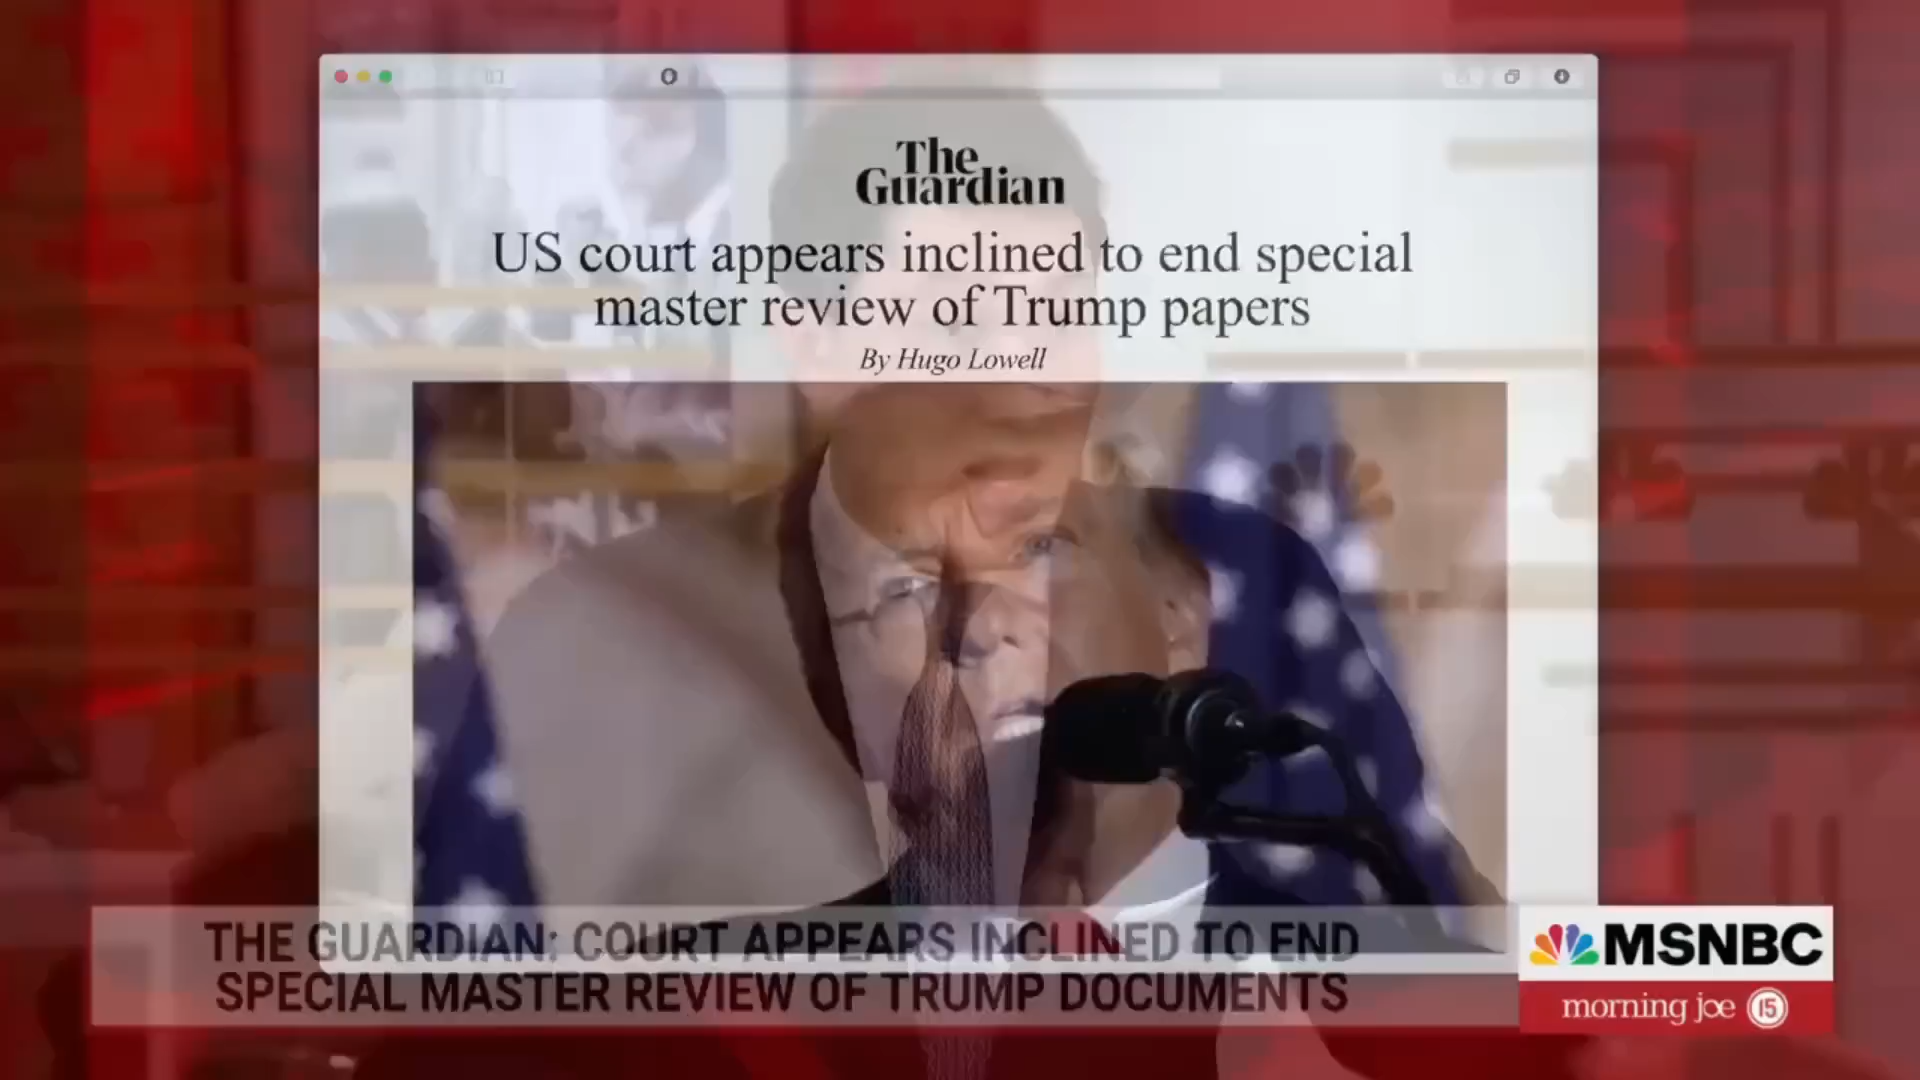 The
Guardian
US court appears inclined to end special
master review of Trump papers
By Hugo Lowell
THE GUARDIAN: COURT APPEARS INCLINED TO END
SPECIAL MASTER REVIEW OF TRUMP DOCUMENTS
MSNBC
morning joe 15